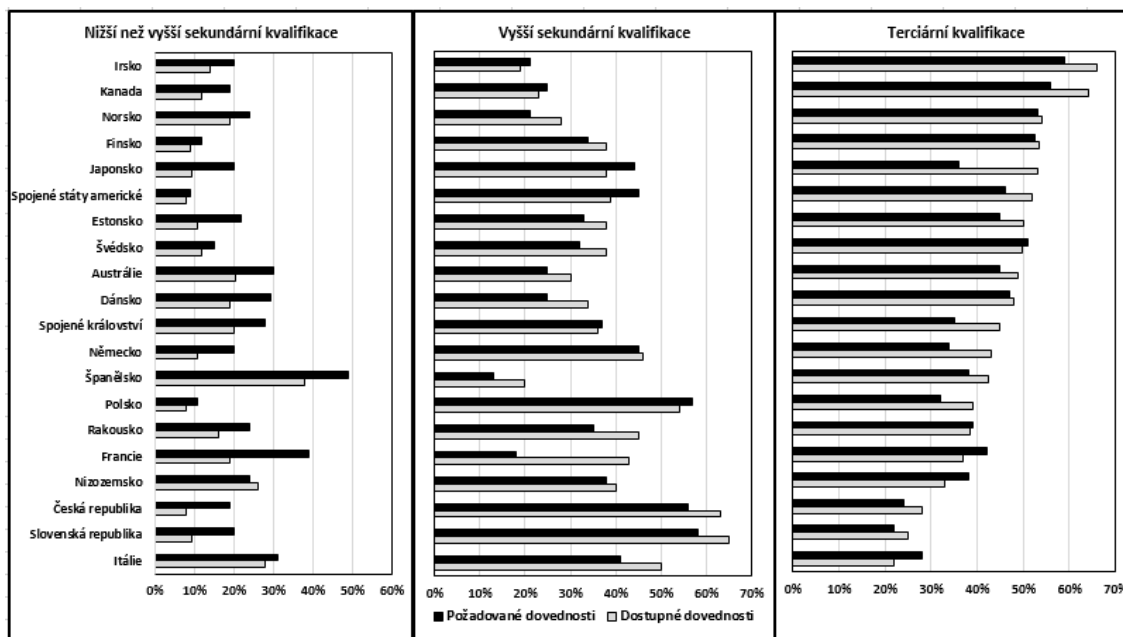 Nižší než vyšší sekundární kvalifikace
Vyšší sekundární kvalifikace
Terciární kvalifikace
Irsko
Kanada
Norsko
Finsko
Japonsko
Spojené státy americké
Estonsko
Švédsko
Austrálie
Dánsko
Spojené království
Německo
Španělsko
Polsko
Rakousko
Francie
Nizozemsko
Česká republika
Slovenská republika
Itálie
0% 10% 20% 30% 40% 50% 60%
0% 10% 20% 30% 40% 50% 60% 70%
0% 10% 20% 30% 40% 50% 60% 70%
Požadované dovednosti Dostupné dovednosti